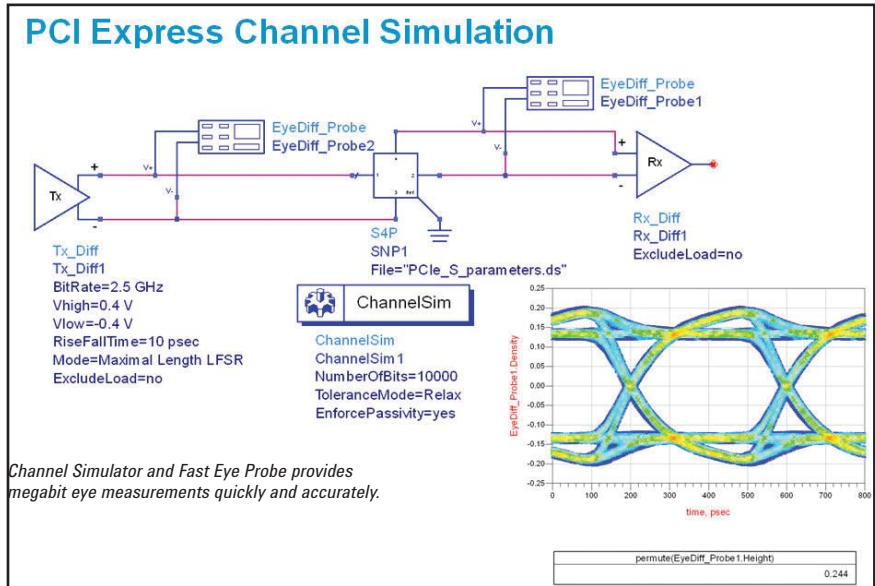 PCI Express Channel Simulation
EyeDiff_Probe
EyeDiff_Probe1
EyeDiff_Probe
EyeDiff_Probe2
V+
V-
V+
V-
+
-
Tx
1
2
3
4
Ref
+
-
Rx
Tx_Diff
Tx_Diff1
BitRate=2.5 GHz
Vhigh=0.4 V
Vlow=-0.4 V
RiseFallTime=10 psec
Mode=Maximal Length LFSR
ExcludeLoad=no
S4P
SNP1
File="PCIe_S_parameters.ds"
Rx_Diff
Rx_Diff1
ExcludeLoad=no
ChannelSim
ChannelSim
ChannelSim1
NumberOfBits=10000
ToleranceMode=Relax
EnforcePassivity=yes
EyeDiff_Probe1.Density
0.25
0.20
0.15
0.10
0.05
0.00
-0.05
-0.10
-0.15
-0.20
-0.25
0 100 200 300 400 500 600 700 800
time, psec
Channel Simulator and Fast Eye Probe provides
megabit eye measurements quickly and accurately.
permute(EyeDiff_Probe1.Height)
0.244